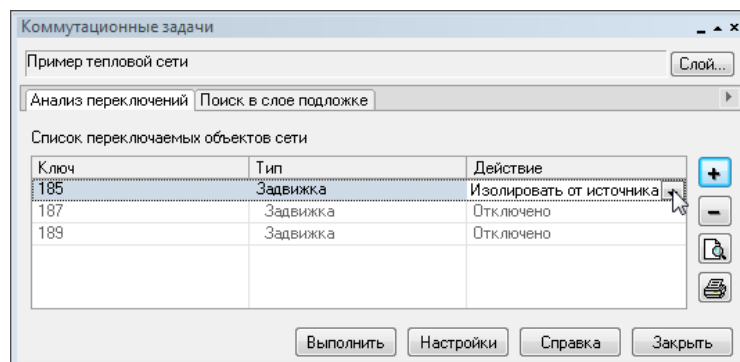 Коммутационные задачи
Пример тепловой сети
Слой...
Анализ переключений Поиск в слое подложке
Список переключаемых объектов сети
Ключ Тип Действие
185 Задвижка Изолировать от источника
187 Задвижка Отключено
189 Задвижка Отключено
Выполнить Настройки Справка Закрыть